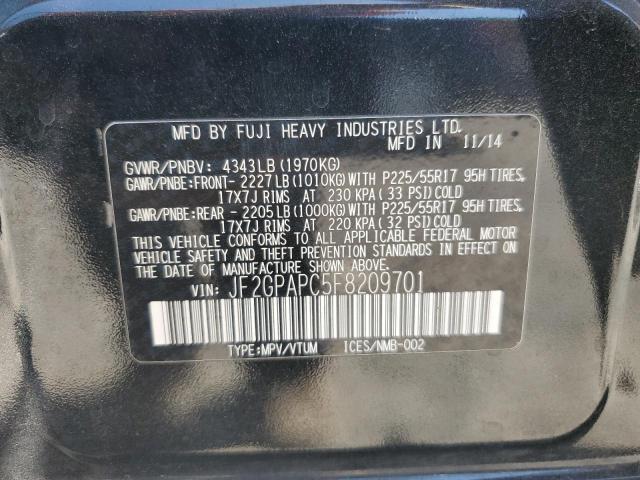 MFD BY FUJI HEAVY INDUSTRIES LTD.
MFD IN 11/14
GVWR/PNBV: 4343LB(1970KG)
GAWR/PNBE:FRONT- 2227LB(1010KG)WITH P225/55R17 95H TIRES,
17X7J RIMS AT 230 KPA(33 PSI)COLD
GAWR/PNBE:REAR - 2205LB(1000KG)WITH P225/55R17 95H TIRES,
17X7J RIMS AT 220 KPA(32 PSI)COLD
THIS VEHICLE CONFORMS TO ALL APPLICABLE FEDERAL MOTOR
VEHICLE SAFETY AND THEFT PREVENTION STANDARDS IN EFFECT
ON THE DATE OF MANUFACTURE SHOWN ABOVE.
VIN: JF2GPAPC5F8209701
TYPE:MPV/VTUM ICES/NMB-002